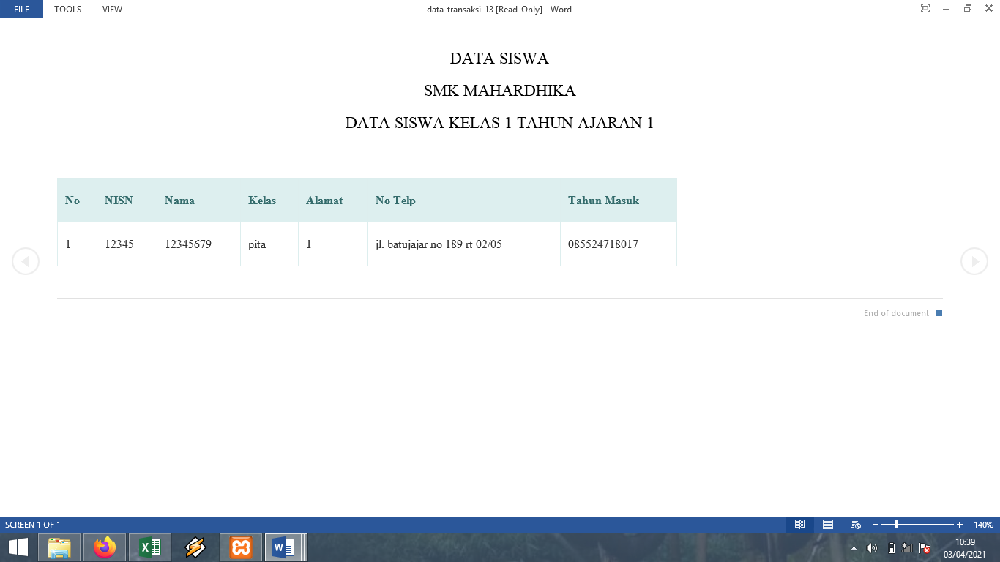 FILE TOOLS VIEW data-transaksi-13 [Read-Only] - Word
DATA SISWA
SMK MAHARDHIKA
DATA SISWA KELAS 1 TAHUN AJARAN 1
No NISN Nama Kelas Alamat No Telp Tahun Masuk
1 12345 12345679 pita 1 jl. batujajar no 189 rt 02/05 085524718017
End of document
SCREEN 1 OF 1 140%
10:39
03/04/2021